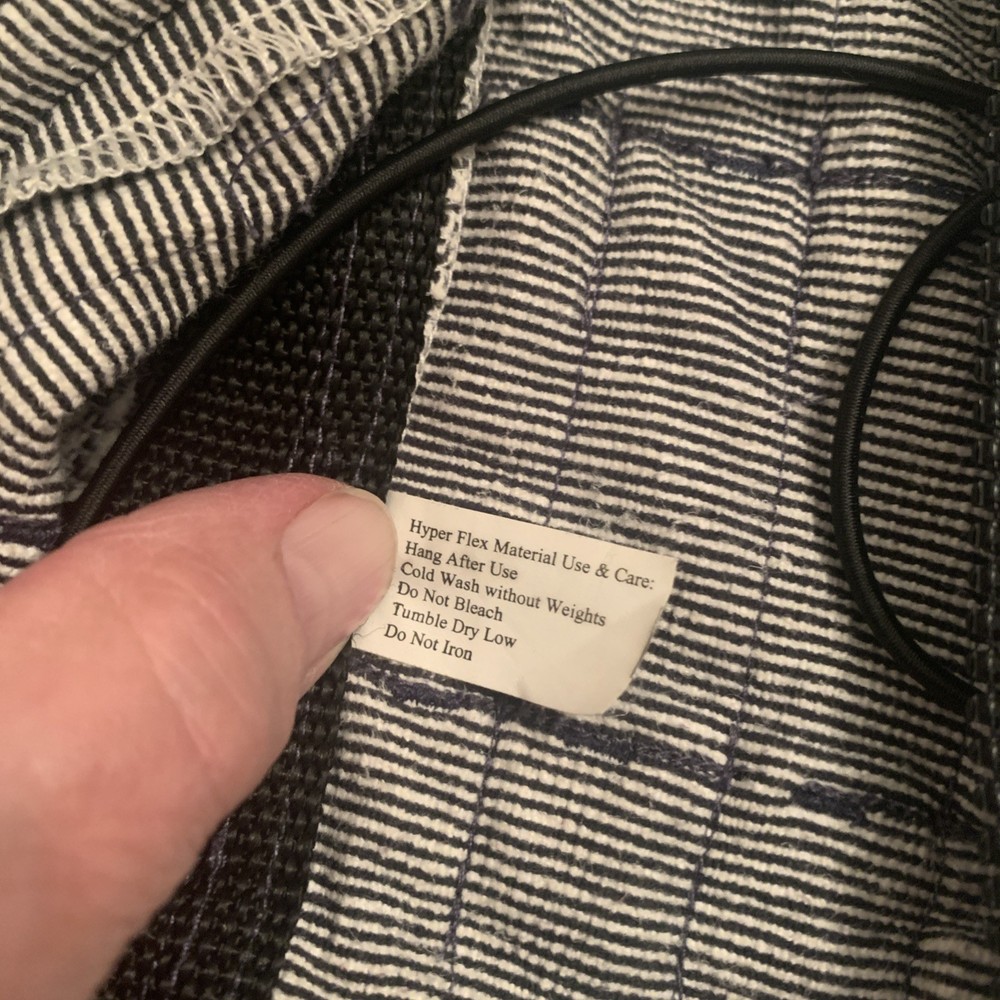 Hyper Flex Material Use & Care:
Hang After Use
Cold Wash without Weights
Do Not Bleach
Tumble Dry Low
Do Not Iron